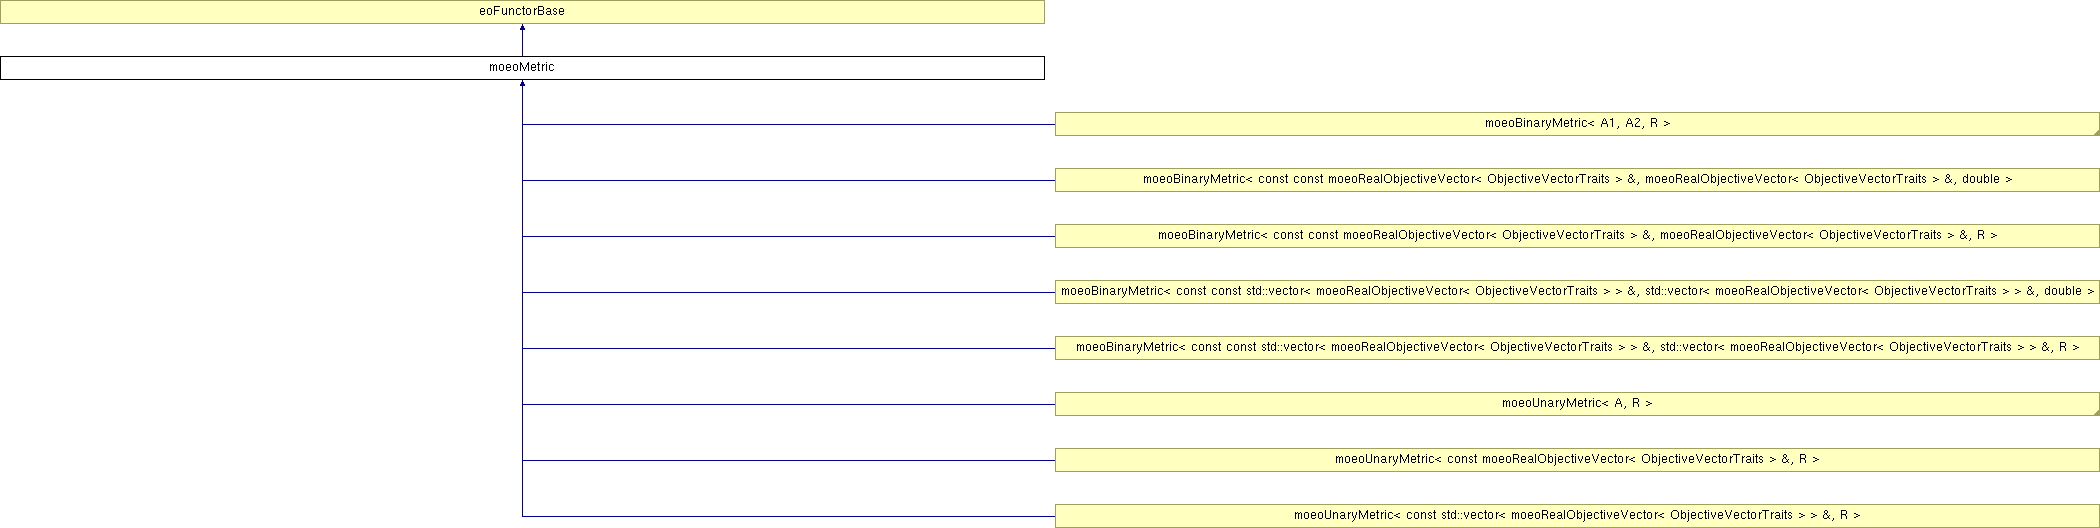 eoFunctorBase
moeoMetric
moeoBinaryMetric< A1, A2, R >
moeoBinaryMetric< const const moeoRealObjectiveVector< ObjectiveVectorTraits > &, moeoRealObjectiveVector< ObjectiveVectorTraits > &, double >
moeoBinaryMetric< const const moeoRealObjectiveVector< ObjectiveVectorTraits > &, moeoRealObjectiveVector< ObjectiveVectorTraits > &, R >
moeoBinaryMetric< const const std::vector< moeoRealObjectiveVector< ObjectiveVectorTraits > > &, std::vector< moeoRealObjectiveVector< ObjectiveVectorTraits > > &, double >
moeoBinaryMetric< const const std::vector< moeoRealObjectiveVector< ObjectiveVectorTraits > > &, std::vector< moeoRealObjectiveVector< ObjectiveVectorTraits > > &, R >
moeoUnaryMetric< A, R >
moeoUnaryMetric< const moeoRealObjectiveVector< ObjectiveVectorTraits > &, R >
moeoUnaryMetric< const std::vector< moeoRealObjectiveVector< ObjectiveVectorTraits > > &, R >